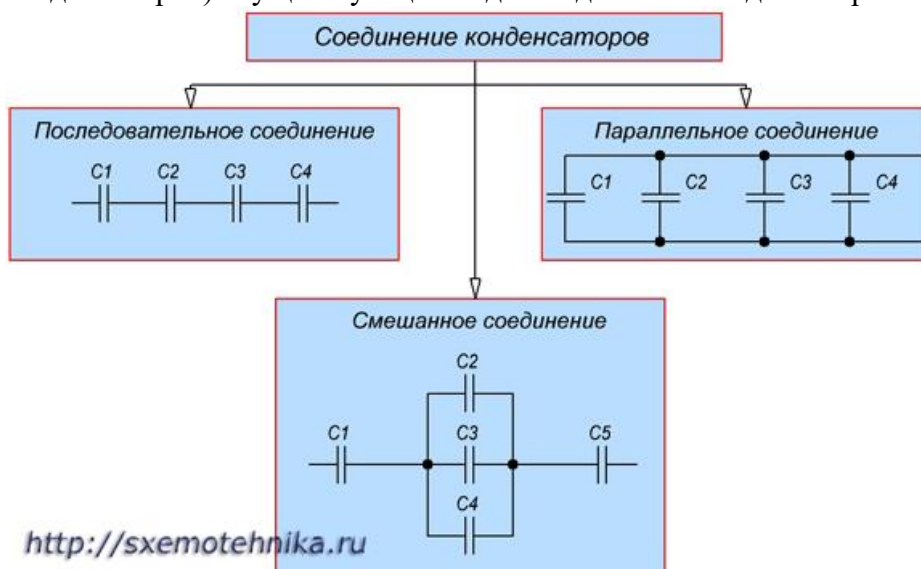 Соединение конденсаторов
Последовательное соединение
C1 C2 C3 C4
Параллельное соединение
C1 C2 C3 C4
Смешанное соединение
C2
C1 C3 C5
C4
http://sxemotehnika.ru